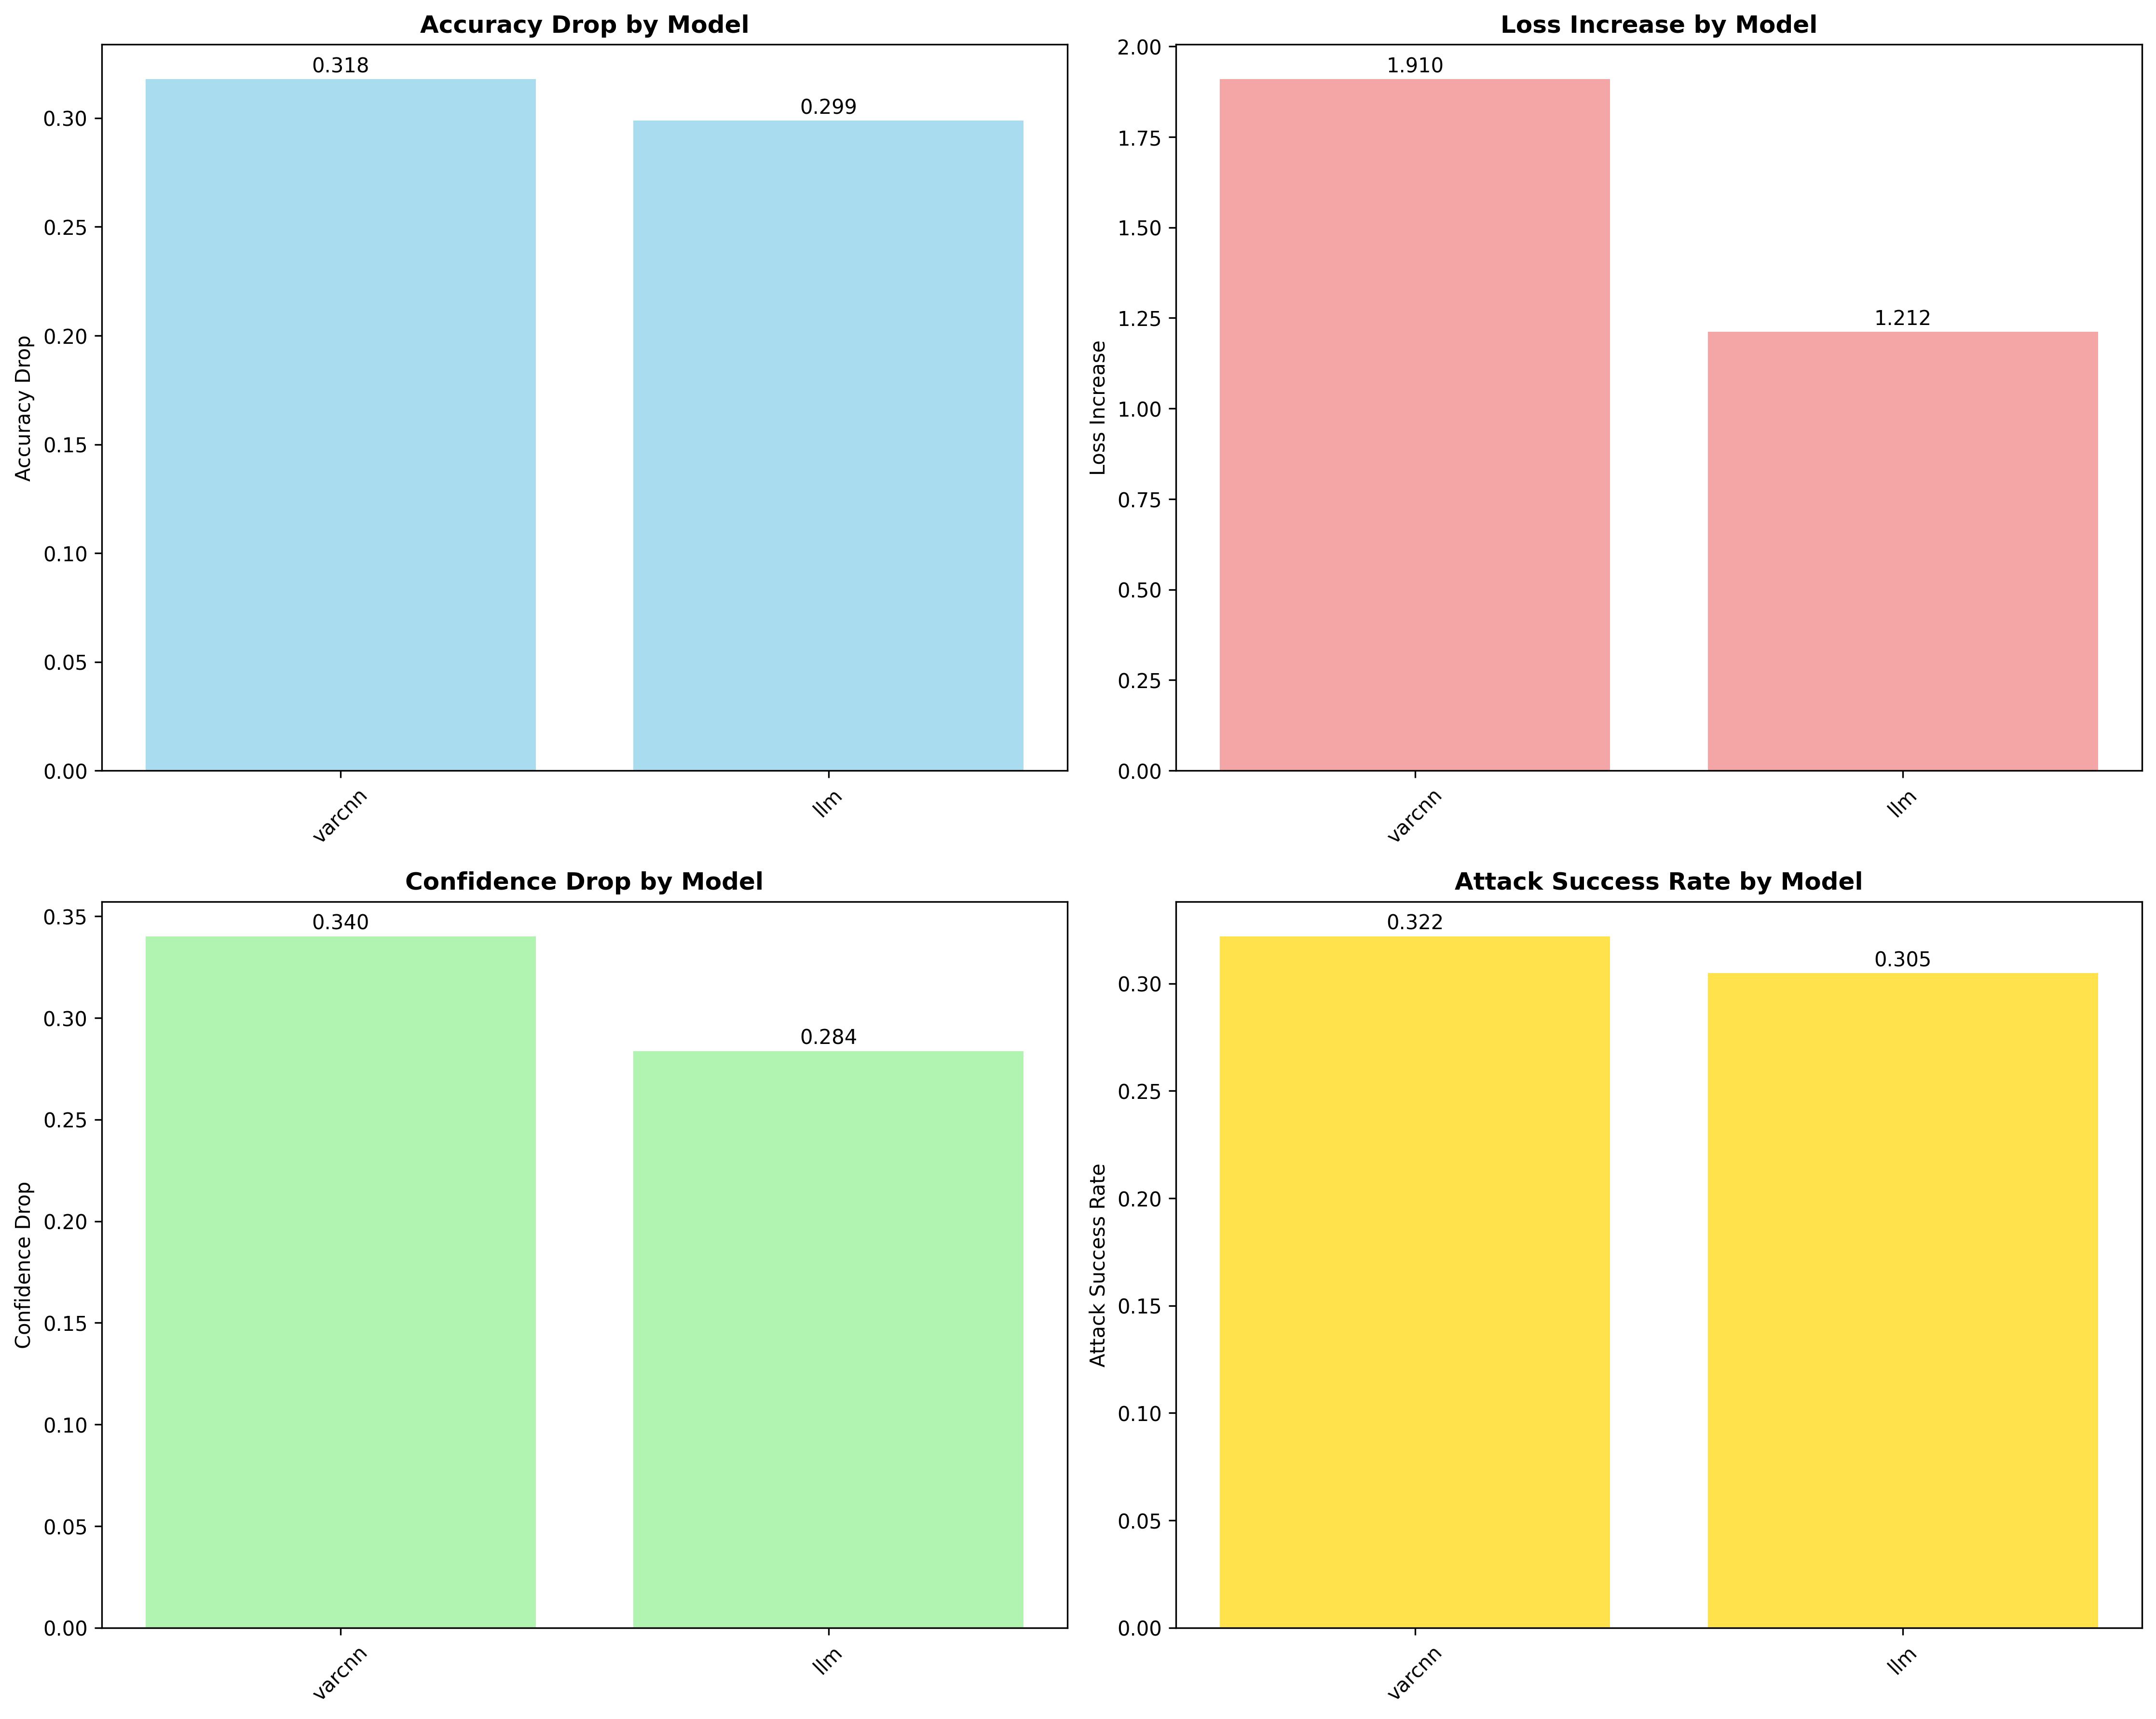 Accuracy Drop by Model
0.318
0.299
0.30
0.25
0.20
0.15
0.10
0.05
0.00
Accuracy Drop
varcnn
llm
Loss Increase by Model
1.910
1.212
2.00
1.75
1.50
1.25
1.00
0.75
0.50
0.25
0.00
Loss Increase
varcnn
llm
Confidence Drop by Model
0.340
0.284
0.35
0.30
0.25
0.20
0.15
0.10
0.05
0.00
Confidence Drop
varcnn
llm
Attack Success Rate by Model
0.322
0.305
0.30
0.25
0.20
0.15
0.10
0.05
0.00
Attack Success Rate
varcnn
llm